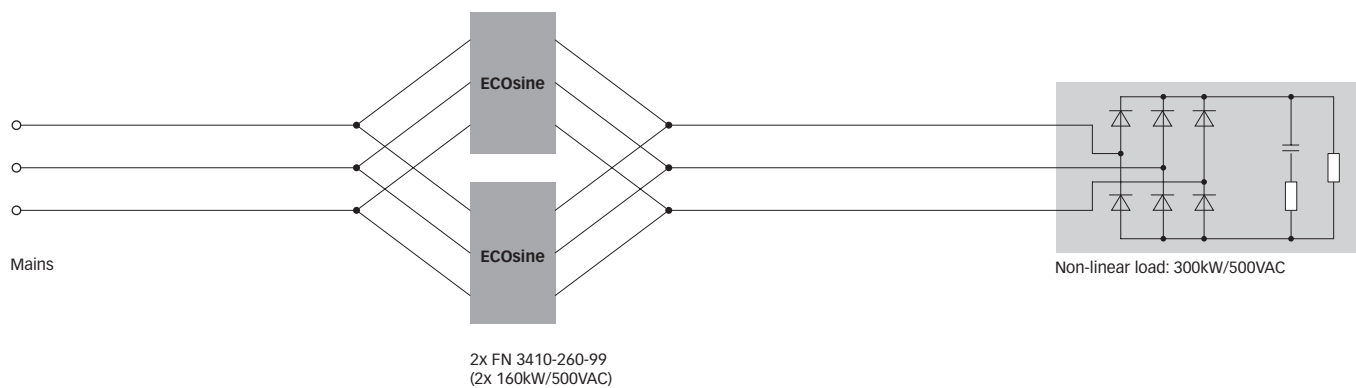 ECOsine
ECOsine
Mains
Non-linear load: 300kW/500VAC
2x FN 3410-260-99
(2x 160kW/500VAC)